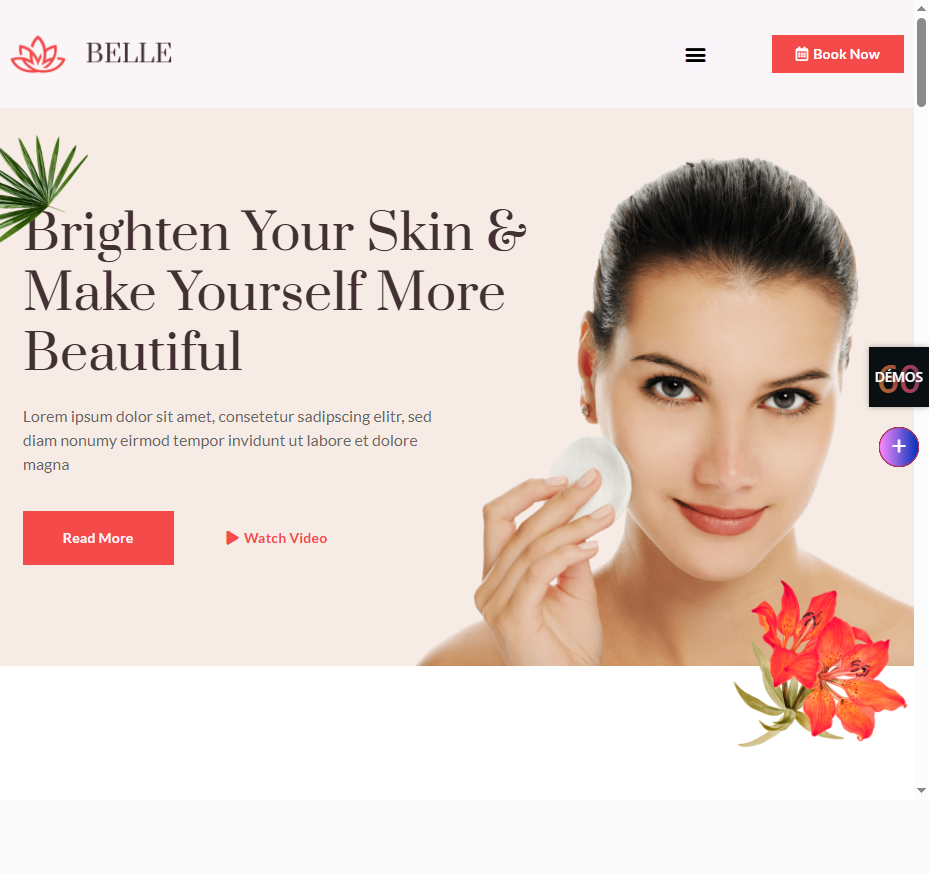 BELLE
Book Now
Brighten Your Skin &
Make Yourself More
Beautiful
Lorem ipsum dolor sit amet, consetetur sadipscing elitr, sed
diam nonumy eirmod tempor invidunt ut labore et dolore
magna
Read More
Watch Video
60
DÉMOS
+